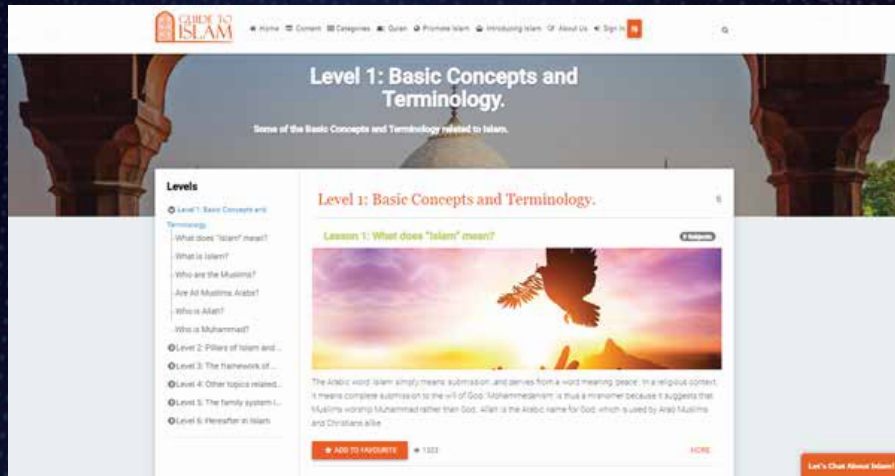 GUIDE TO
ISLAM
Home Content Categories Quran Promote Islam Introducing Islam About Us Sign In
Level 1: Basic Concepts and
Terminology.
Some of the Basic Concepts and Terminology related to Islam.
Levels
Level 1: Basic Concepts and
Terminology.
What does "Islam" mean?
What is Islam?
Who are the Muslims?
Are All Muslims Arabs?
Who is Allah?
Who is Muhammad?
Level 2: Pillars of Islam and ...
Level 3: The framework of ...
Level 4: Other topics related...
Level 5: The family system i...
Level 6: Hereafter in Islam
Level 1: Basic Concepts and Terminology.
Lesson 1: What does "Islam" mean?
Subjects
The Arabic word Islam simply means submission, and derives from a word meaning peace. In a religious context,
it means complete submission to the will of God. Mohammedanism is thus a misnomer because it suggests that
Muslims worship Muhammad rather than God. Allah is the Arabic name for God, which is used by Arab Muslims
and Christians alike
ADD TO FAVOURITE 1323
MORE
Let's Chat About Islam